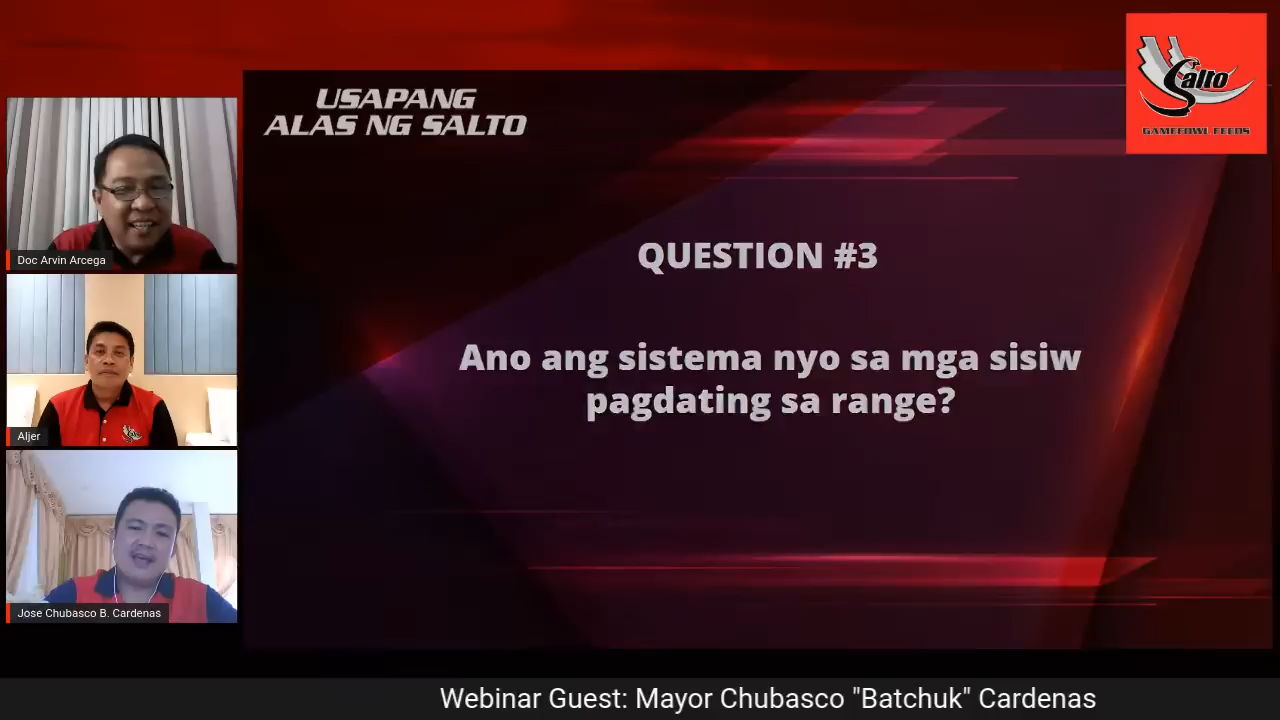 USAPANG
ALAS NG SALTO
Salto
GAMEFOWL FEEDS
Doc Arvin Arcega
Aljer
Jose Chubasco B. Cardenas
QUESTION #3
Ano ang sistema nyo sa mga sisiw
pagdating sa range?
Webinar Guest: Mayor Chubasco "Batchuk" Cardenas